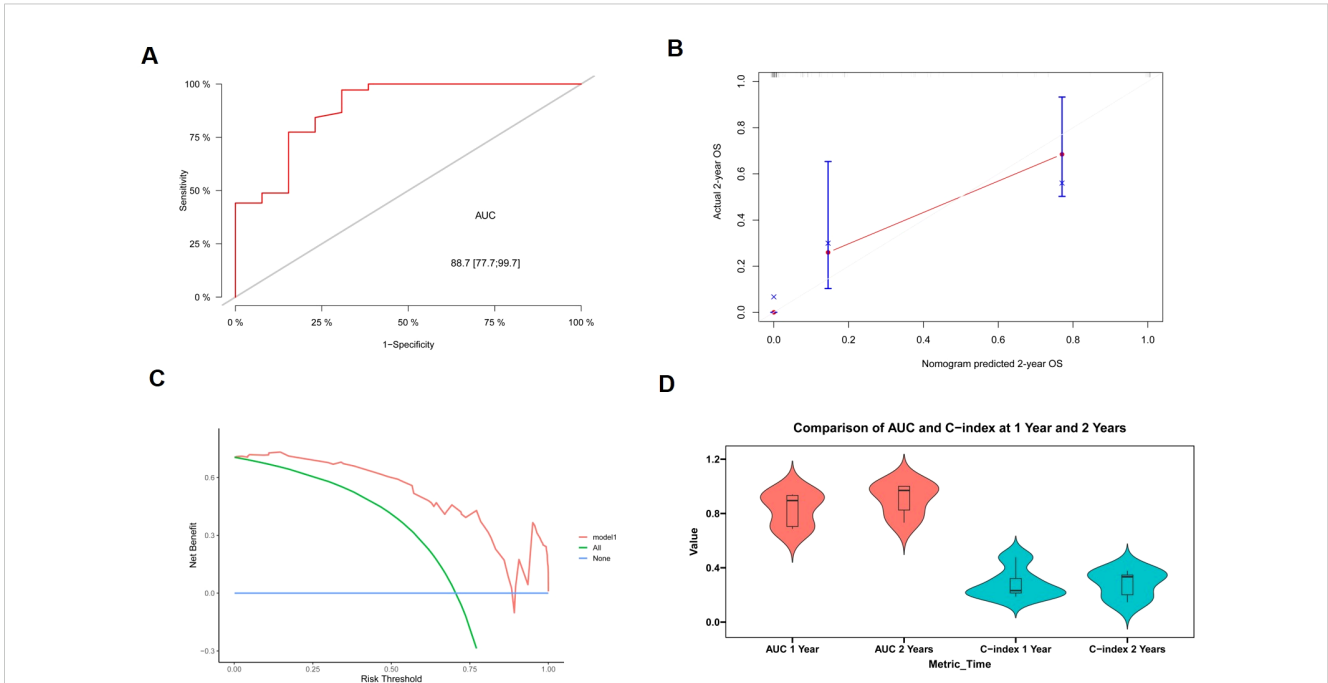 A
100 %
75 %
50 %
25 %
0 %
Sensitivity
AUC
88.7 [77.7;99.7]
0 %
25 %
50 %
75 %
100 %
1−Specificity
B
1.0
0.8
0.6
0.4
0.2
0.0
Actual 2-year OS
0.0
0.2
0.4
0.6
0.8
1.0
Nomogram predicted 2-year OS
C
0.6
0.3
0.0
−0.3
Net Benefit
model1
All
None
0.00
0.25
0.50
0.75
1.00
Risk Threshold
D
Comparison of AUC and C−index at 1 Year and 2 Years
1.2
0.8
0.4
0.0
Value
AUC 1 Year
AUC 2 Years
C−index 1 Year
C−index 2 Years
Metric_Time